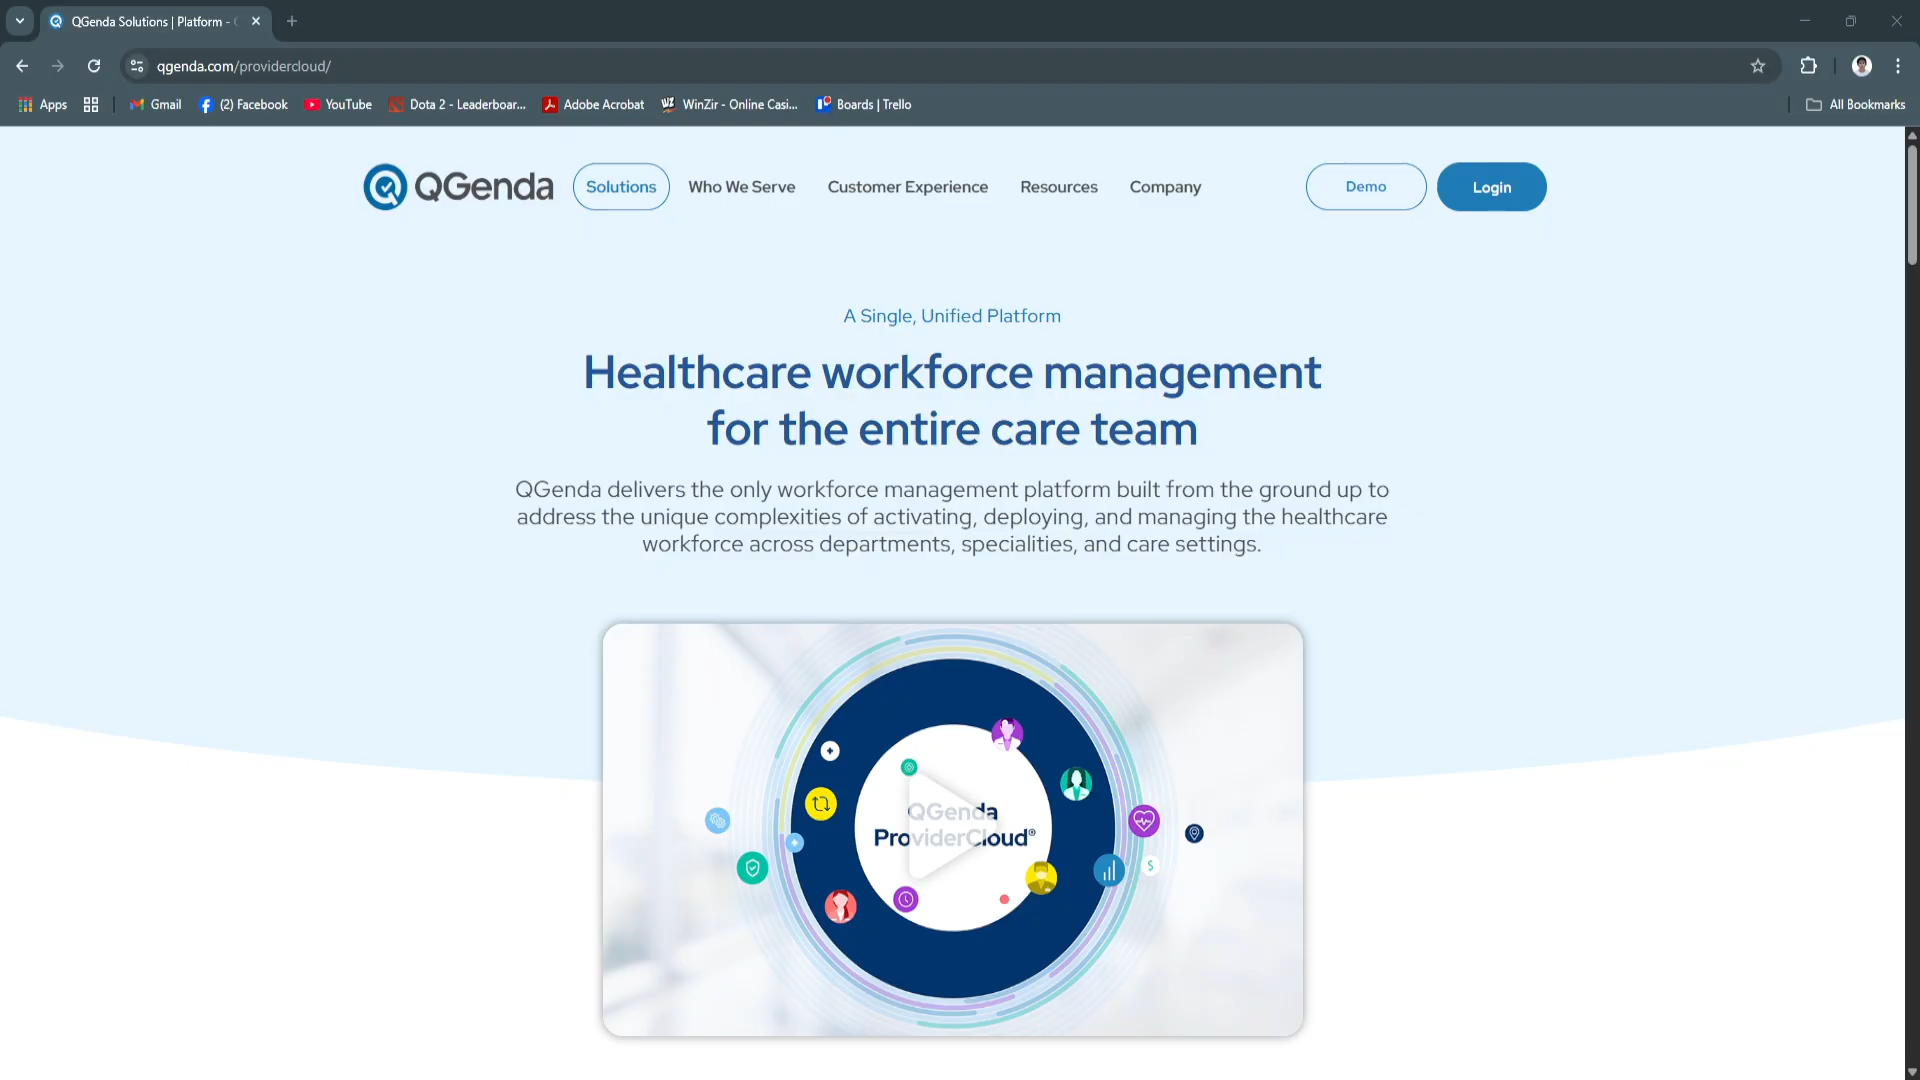 QGenda Solutions | Platform -
qgenda.com/providercloud/
Apps
Gmail
(2) Facebook
YouTube
Dota 2 - Leaderboar...
Adobe Acrobat
WinZir - Online Casi...
Boards | Trello
All Bookmarks
QGenda
Solutions
Who We Serve
Customer Experience
Resources
Company
Demo
Login
A Single, Unified Platform
Healthcare workforce management
for the entire care team
QGenda delivers the only workforce management platform built from the ground up to
address the unique complexities of activating, deploying, and managing the healthcare
workforce across departments, specialities, and care settings.
QGenda
ProviderCloud®
$